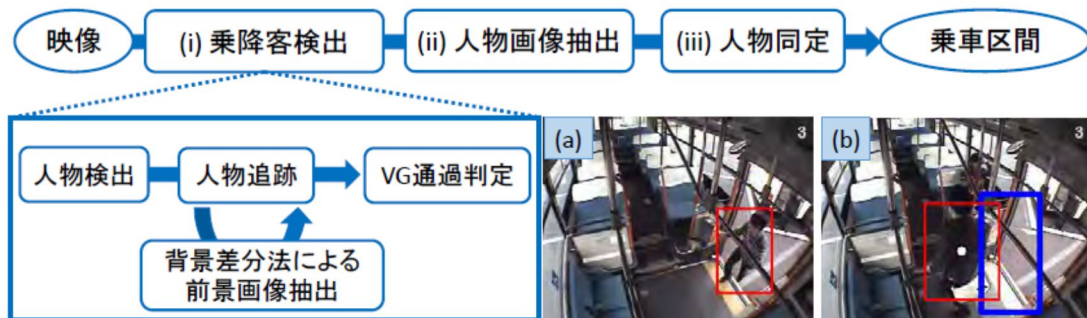 映像
(i) 乗降客検出
(ii) 人物画像抽出
(iii) 人物同定
乗車区間
人物検出
人物追跡
VG通過判定
背景差分法による
前景画像抽出
(a)
3
(b)
3